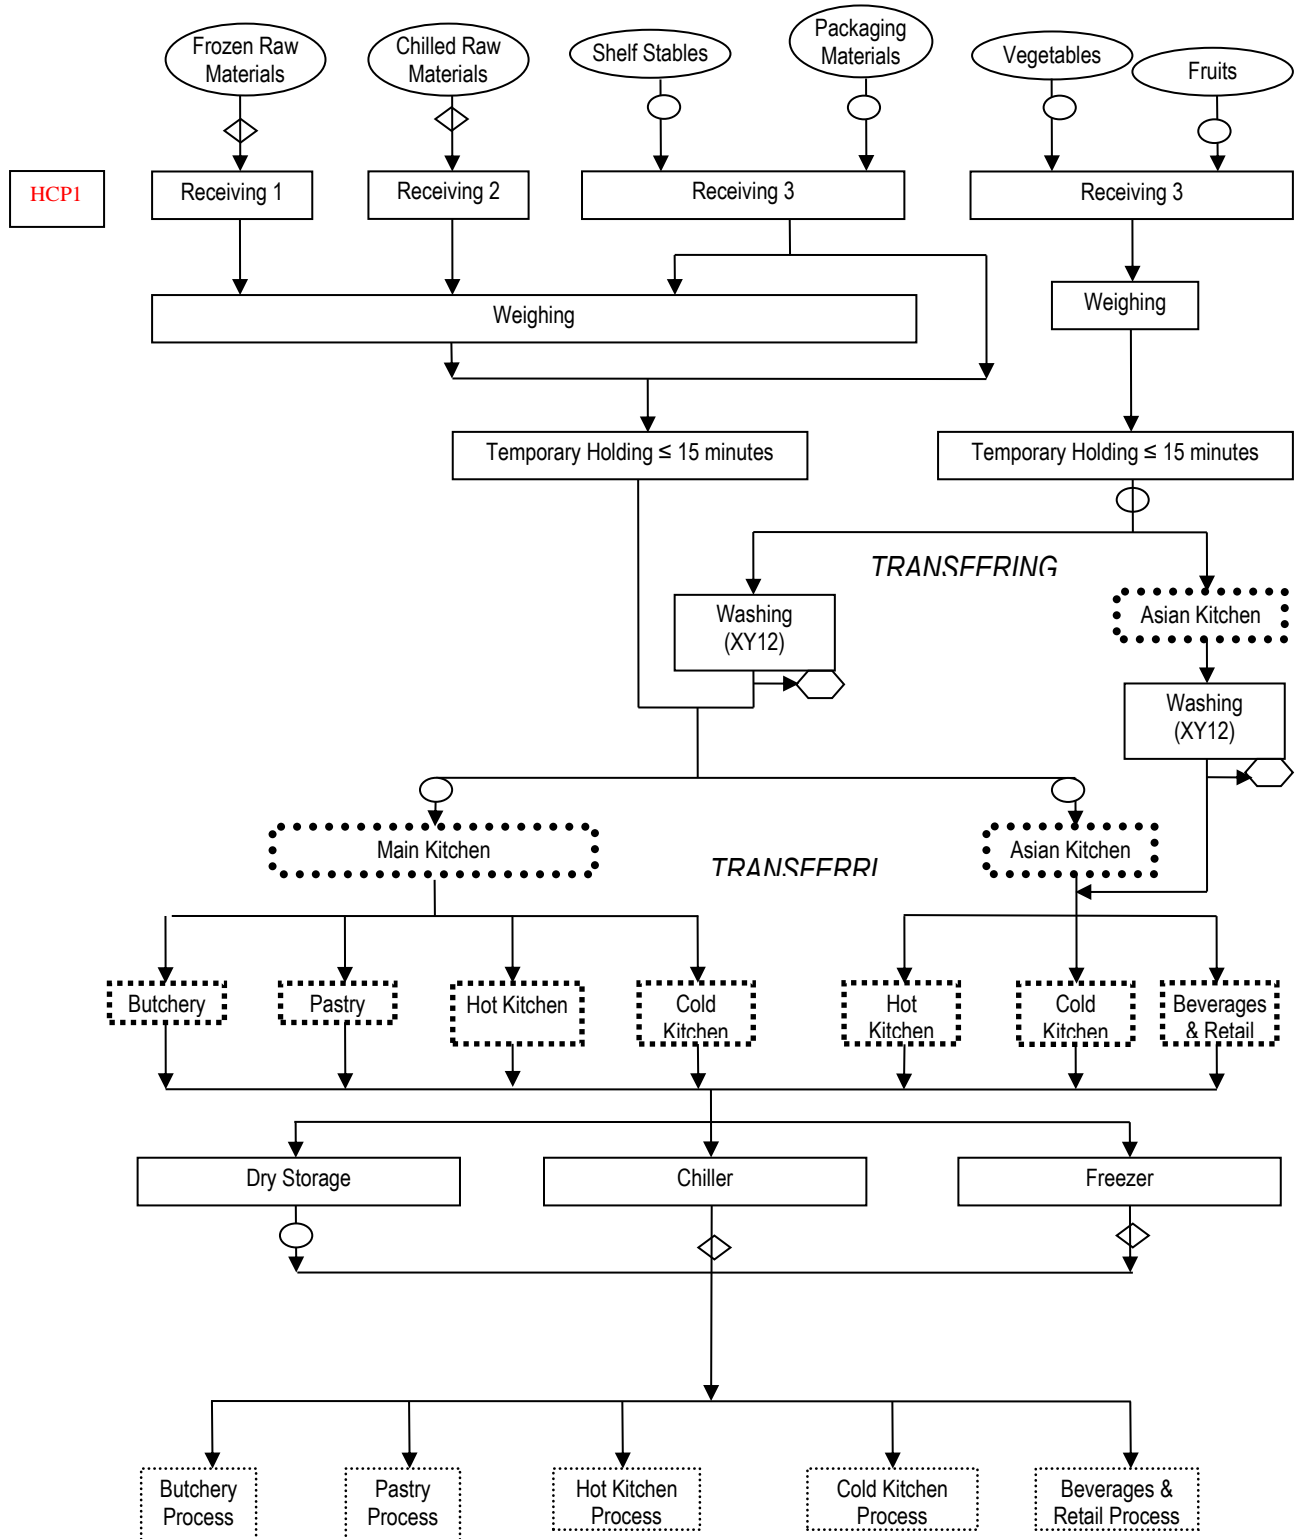 Frozen Raw
Materials
Chilled Raw
Materials
Shelf Stables
Packaging
Materials
Vegetables
Fruits
HCP1
Receiving 1
Receiving 2
Receiving 3
Receiving 3
Weighing
Weighing
Temporary Holding ≤ 15 minutes
Temporary Holding ≤ 15 minutes
TRANSFERING
Washing
(XY12)
Asian Kitchen
Washing
(XY12)
Main Kitchen
TRANSFERRI
Asian Kitchen
Butchery
Pastry
Hot Kitchen
Cold
Kitchen
Hot
Kitchen
Cold
Kitchen
Beverages
& Retail
Dry Storage
Chiller
Freezer
Butchery
Process
Pastry
Process
Hot Kitchen
Process
Cold Kitchen
Process
Beverages &
Retail Process